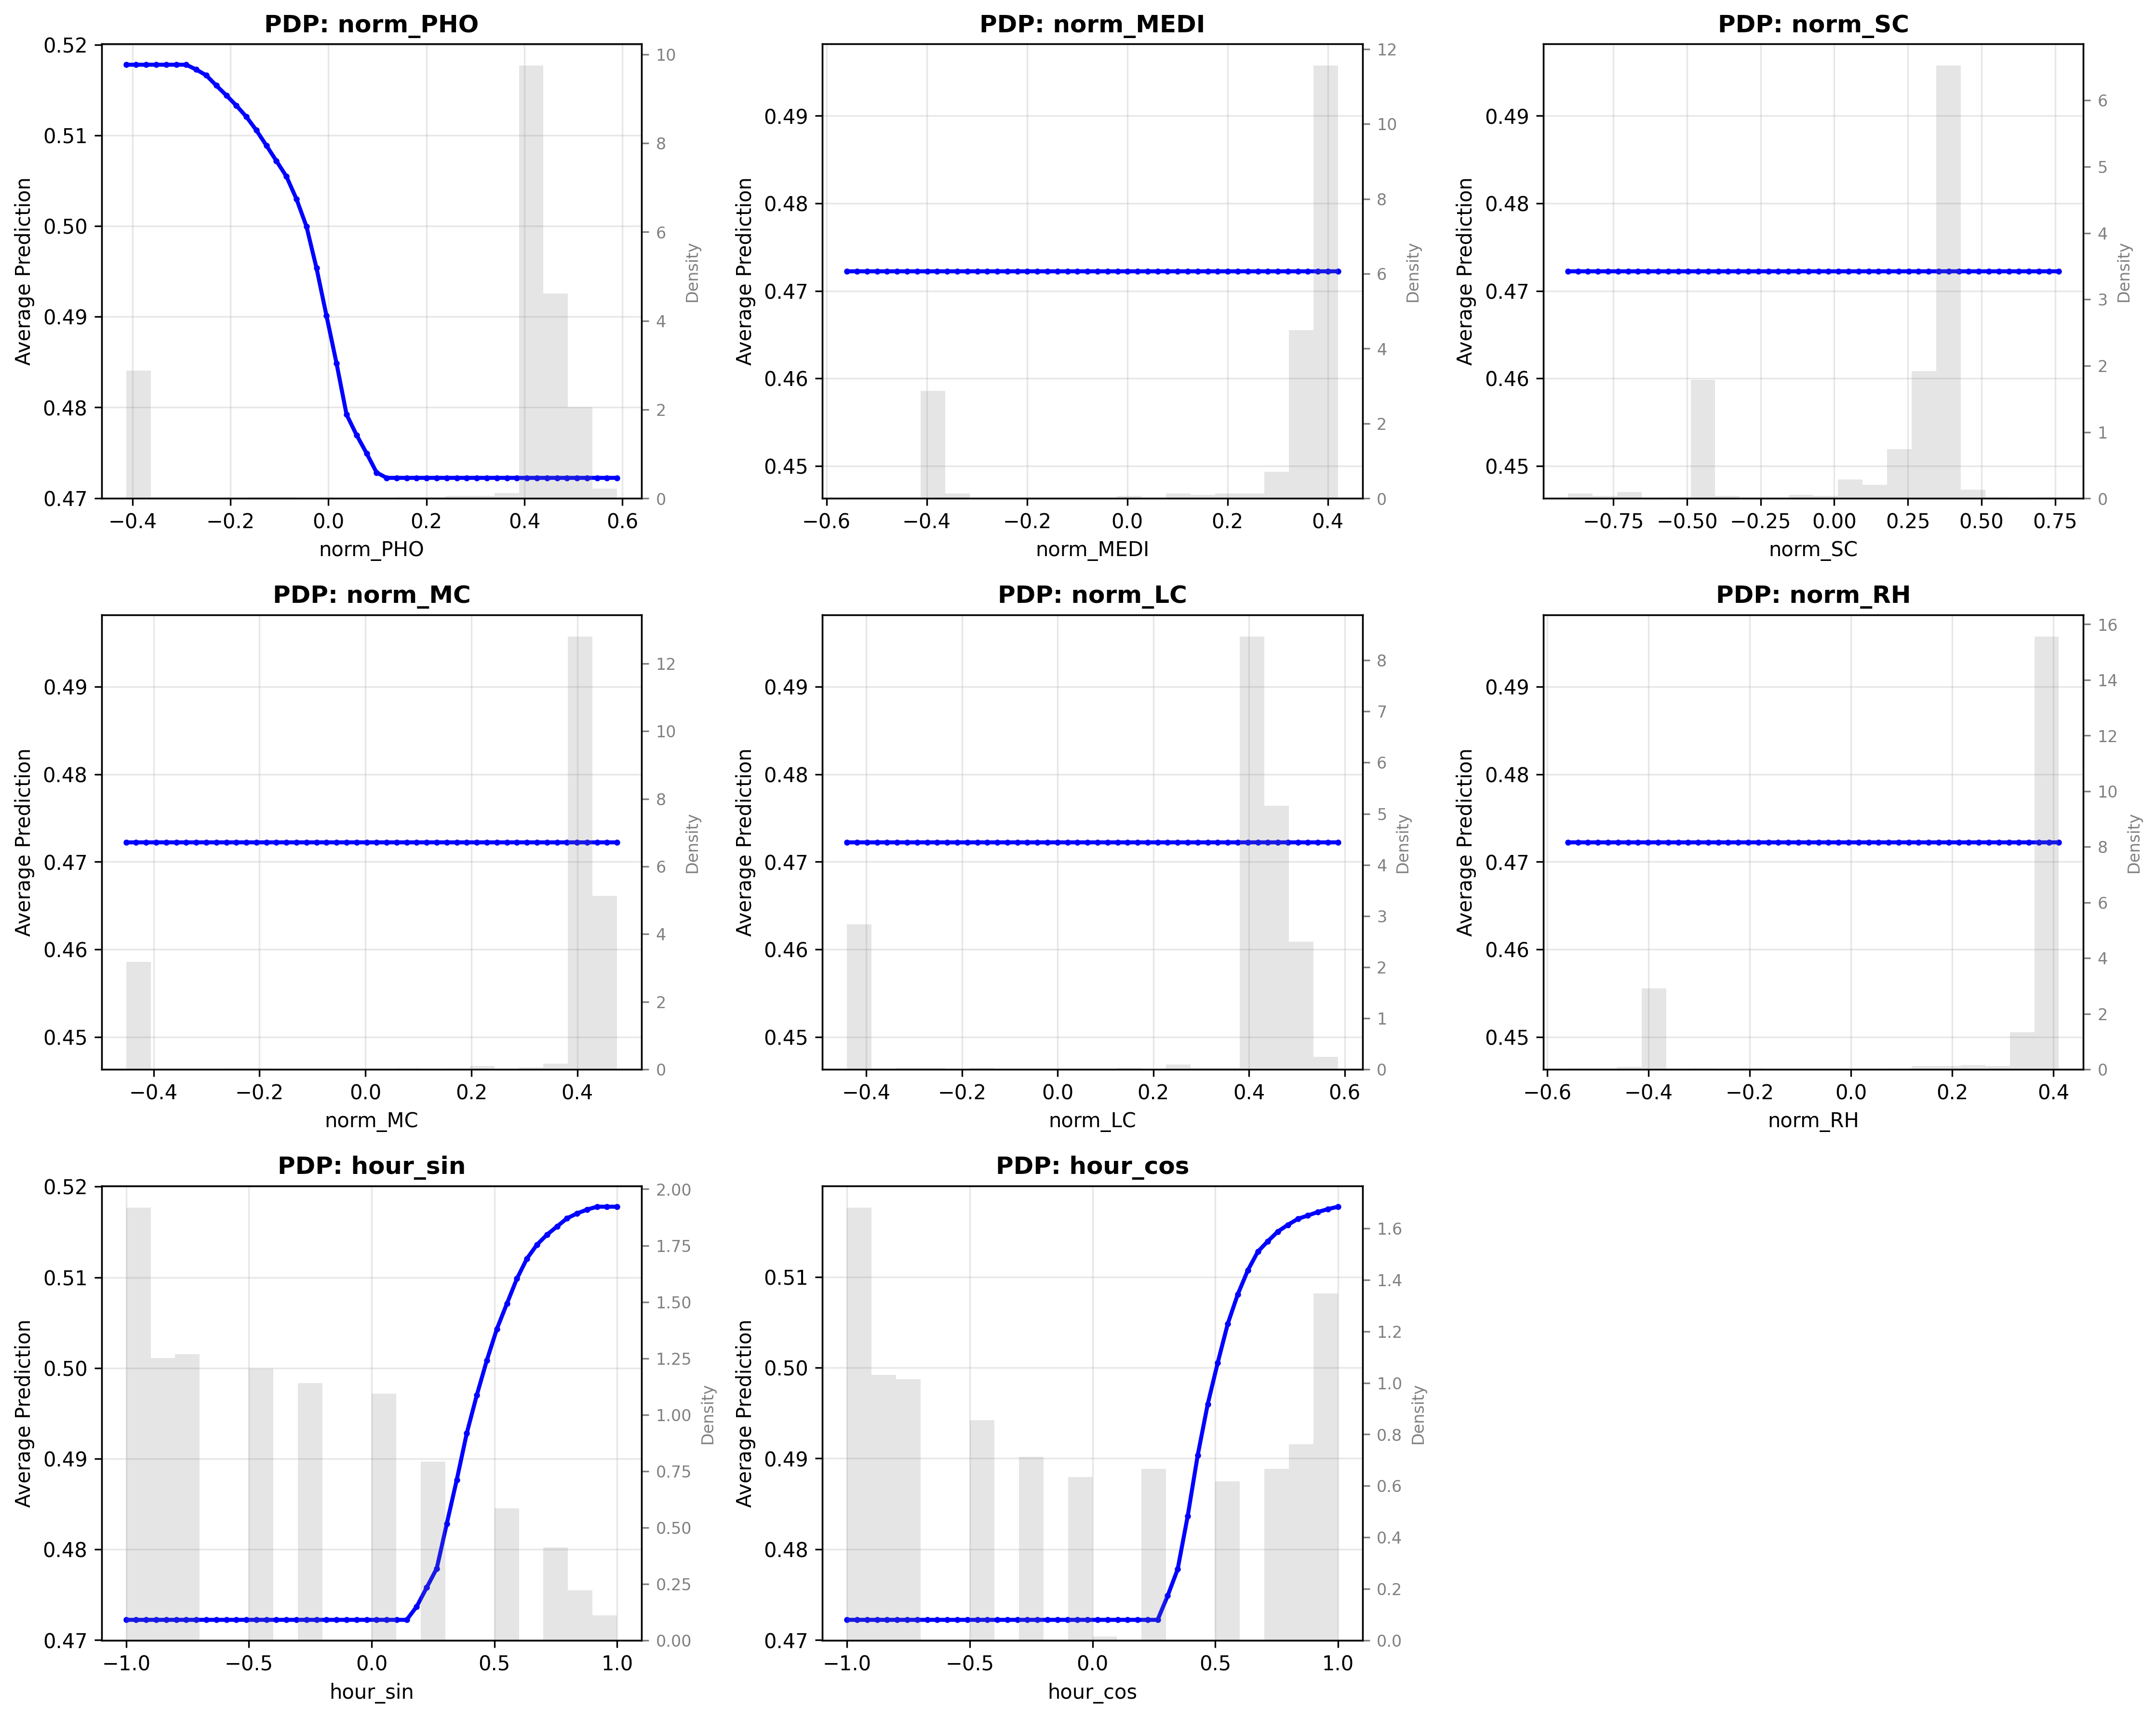 PDP: norm_PHO
0.52
0.51
0.50
0.49
0.48
0.47
Average Prediction
10
8
6
4
2
0
Density
−0.4 −0.2 0.0 0.2 0.4 0.6
norm_PHO
PDP: norm_MEDI
0.49
0.48
0.47
0.46
0.45
Average Prediction
12
10
8
6
4
2
0
Density
−0.6 −0.4 −0.2 0.0 0.2 0.4
norm_MEDI
PDP: norm_SC
0.49
0.48
0.47
0.46
0.45
Average Prediction
6
5
4
3
2
1
0
Density
−0.75 −0.50 −0.25 0.00 0.25 0.50 0.75
norm_SC
PDP: norm_MC
0.49
0.48
0.47
0.46
0.45
Average Prediction
12
10
8
6
4
2
0
Density
−0.4 −0.2 0.0 0.2 0.4
norm_MC
PDP: norm_LC
0.49
0.48
0.47
0.46
0.45
Average Prediction
8
7
6
5
4
3
2
1
0
Density
−0.4 −0.2 0.0 0.2 0.4 0.6
norm_LC
PDP: norm_RH
0.49
0.48
0.47
0.46
0.45
Average Prediction
16
14
12
10
8
6
4
2
0
Density
−0.6 −0.4 −0.2 0.0 0.2 0.4
norm_RH
PDP: hour_sin
0.52
0.51
0.50
0.49
0.48
0.47
Average Prediction
2.00
1.75
1.50
1.25
1.00
0.75
0.50
0.25
0.00
Density
−1.0 −0.5 0.0 0.5 1.0
hour_sin
PDP: hour_cos
0.51
0.50
0.49
0.48
0.47
Average Prediction
1.6
1.4
1.2
1.0
0.8
0.6
0.4
0.2
0.0
Density
−1.0 −0.5 0.0 0.5 1.0
hour_cos